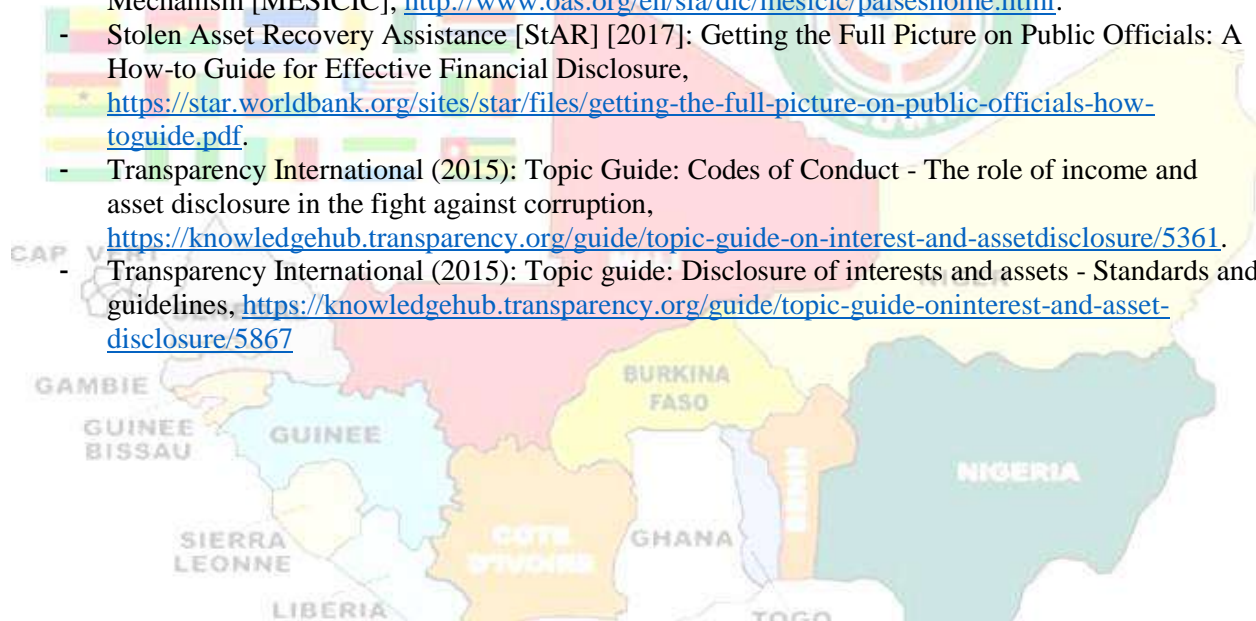 Mechanism [MESICIC], http://www.oas.org/en/sla/dlc/mesicic/paiseshome.html.
- Stolen Asset Recovery Assistance [StAR] [2017]: Getting the Full Picture on Public Officials: A
How-to Guide for Effective Financial Disclosure,
https://star.worldbank.org/sites/star/files/getting-the-full-picture-on-public-officials-how-
toguide.pdf.
- Transparency International (2015): Topic Guide: Codes of Conduct - The role of income and
asset disclosure in the fight against corruption,
https://knowledgehub.transparency.org/guide/topic-guide-on-interest-and-assetdisclosure/5361.
- Transparency International (2015): Topic guide: Disclosure of interests and assets - Standards and
guidelines, https://knowledgehub.transparency.org/guide/topic-guide-oninterest-and-asset-
disclosure/5867
CAP VERT
NIGER
GAMBIE
GUINEE
BISSAU
GUINEE
BURKINA
FASO
BENIN
NIGERIA
SIERRA
LEONNE
CÔTE
D'IVOIRE
GHANA
LIBERIA
TOGO